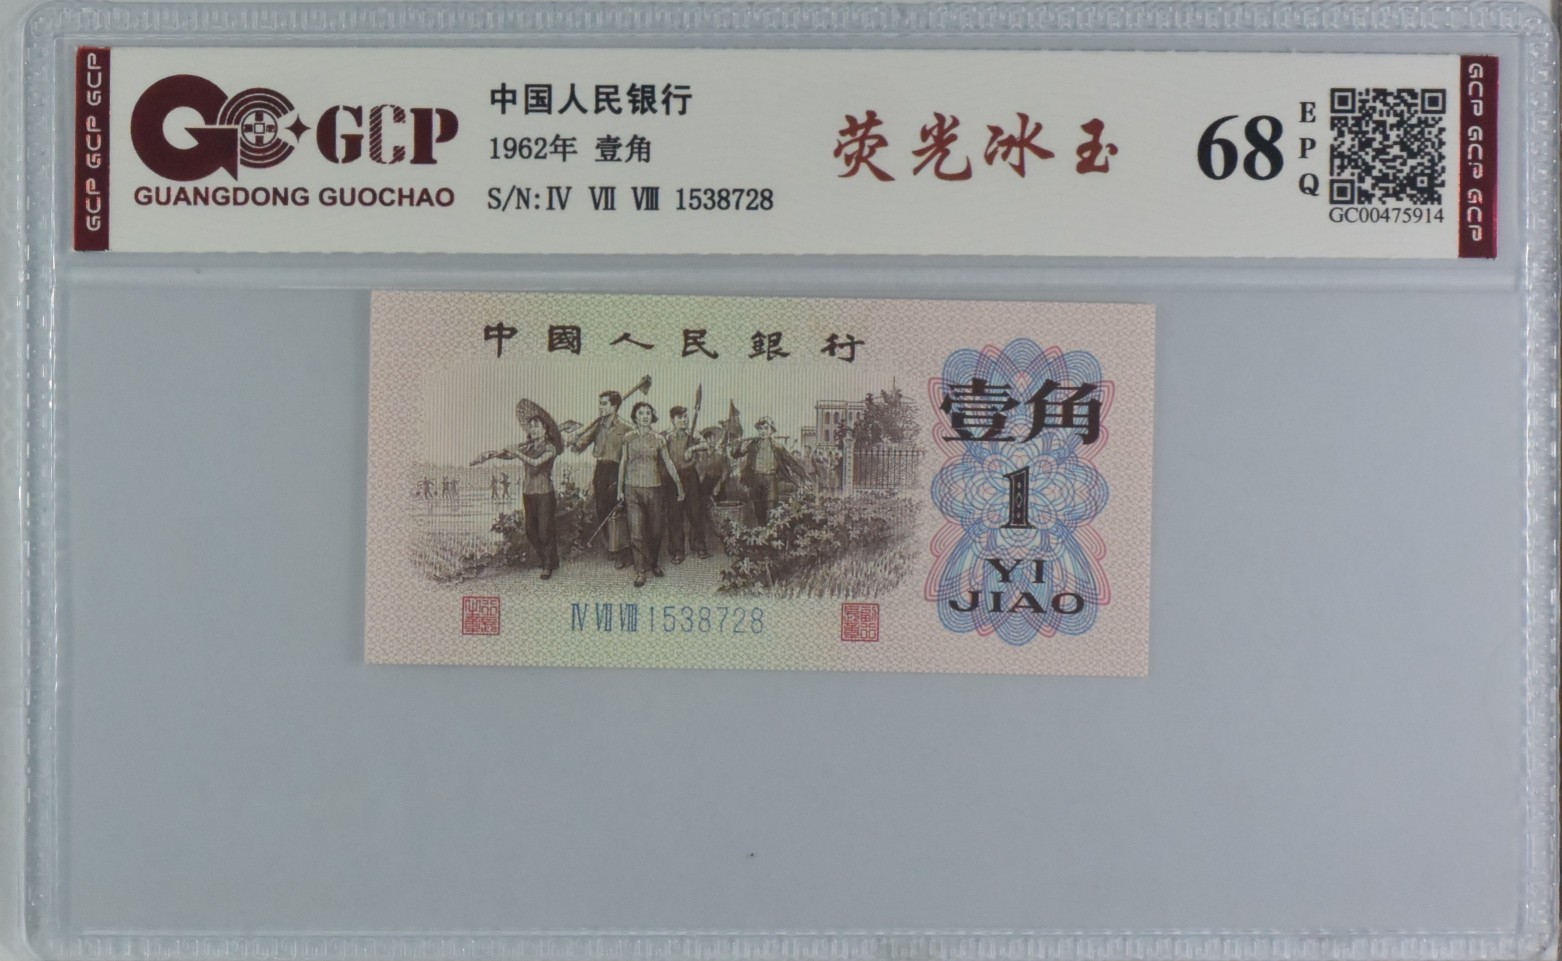 GCP GCP GCP
GCP
GUANGDONG GUOCHAO
中国人民银行
1962年 壹角
S/N:Ⅳ Ⅶ Ⅷ 1538728
荧光冰玉
68
EPQ
GC00475914
GCP GCP GCP
中國人民銀行
壹角
1
YI
JIAO
Ⅳ Ⅶ Ⅷ 1538728